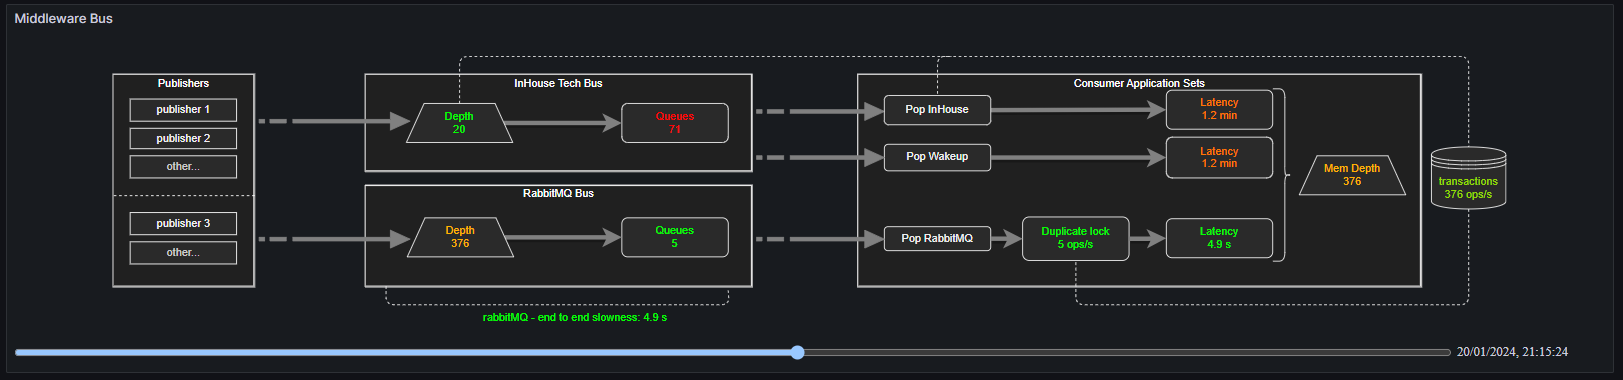 Middleware Bus
Publishers
publisher 1
publisher 2
other...
publisher 3
other...
InHouse Tech Bus
Depth
20
Queues
71
RabbitMQ Bus
Depth
376
Queues
5
rabbitMQ - end to end slowness: 4.9 s
Consumer Application Sets
Pop InHouse
Latency
1.2 min
Pop Wakeup
Latency
1.2 min
Pop RabbitMQ
Duplicate lock
5 ops/s
Latency
4.9 s
Mem Depth
376
transactions
376 ops/s
20/01/2024, 21:15:24